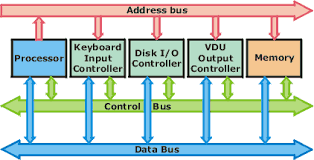 Address bus
Processor
Keyboard
Input
Controller
Disk I/O
Controller
VDU
Output
Controller
Memory
Control Bus
Data Bus